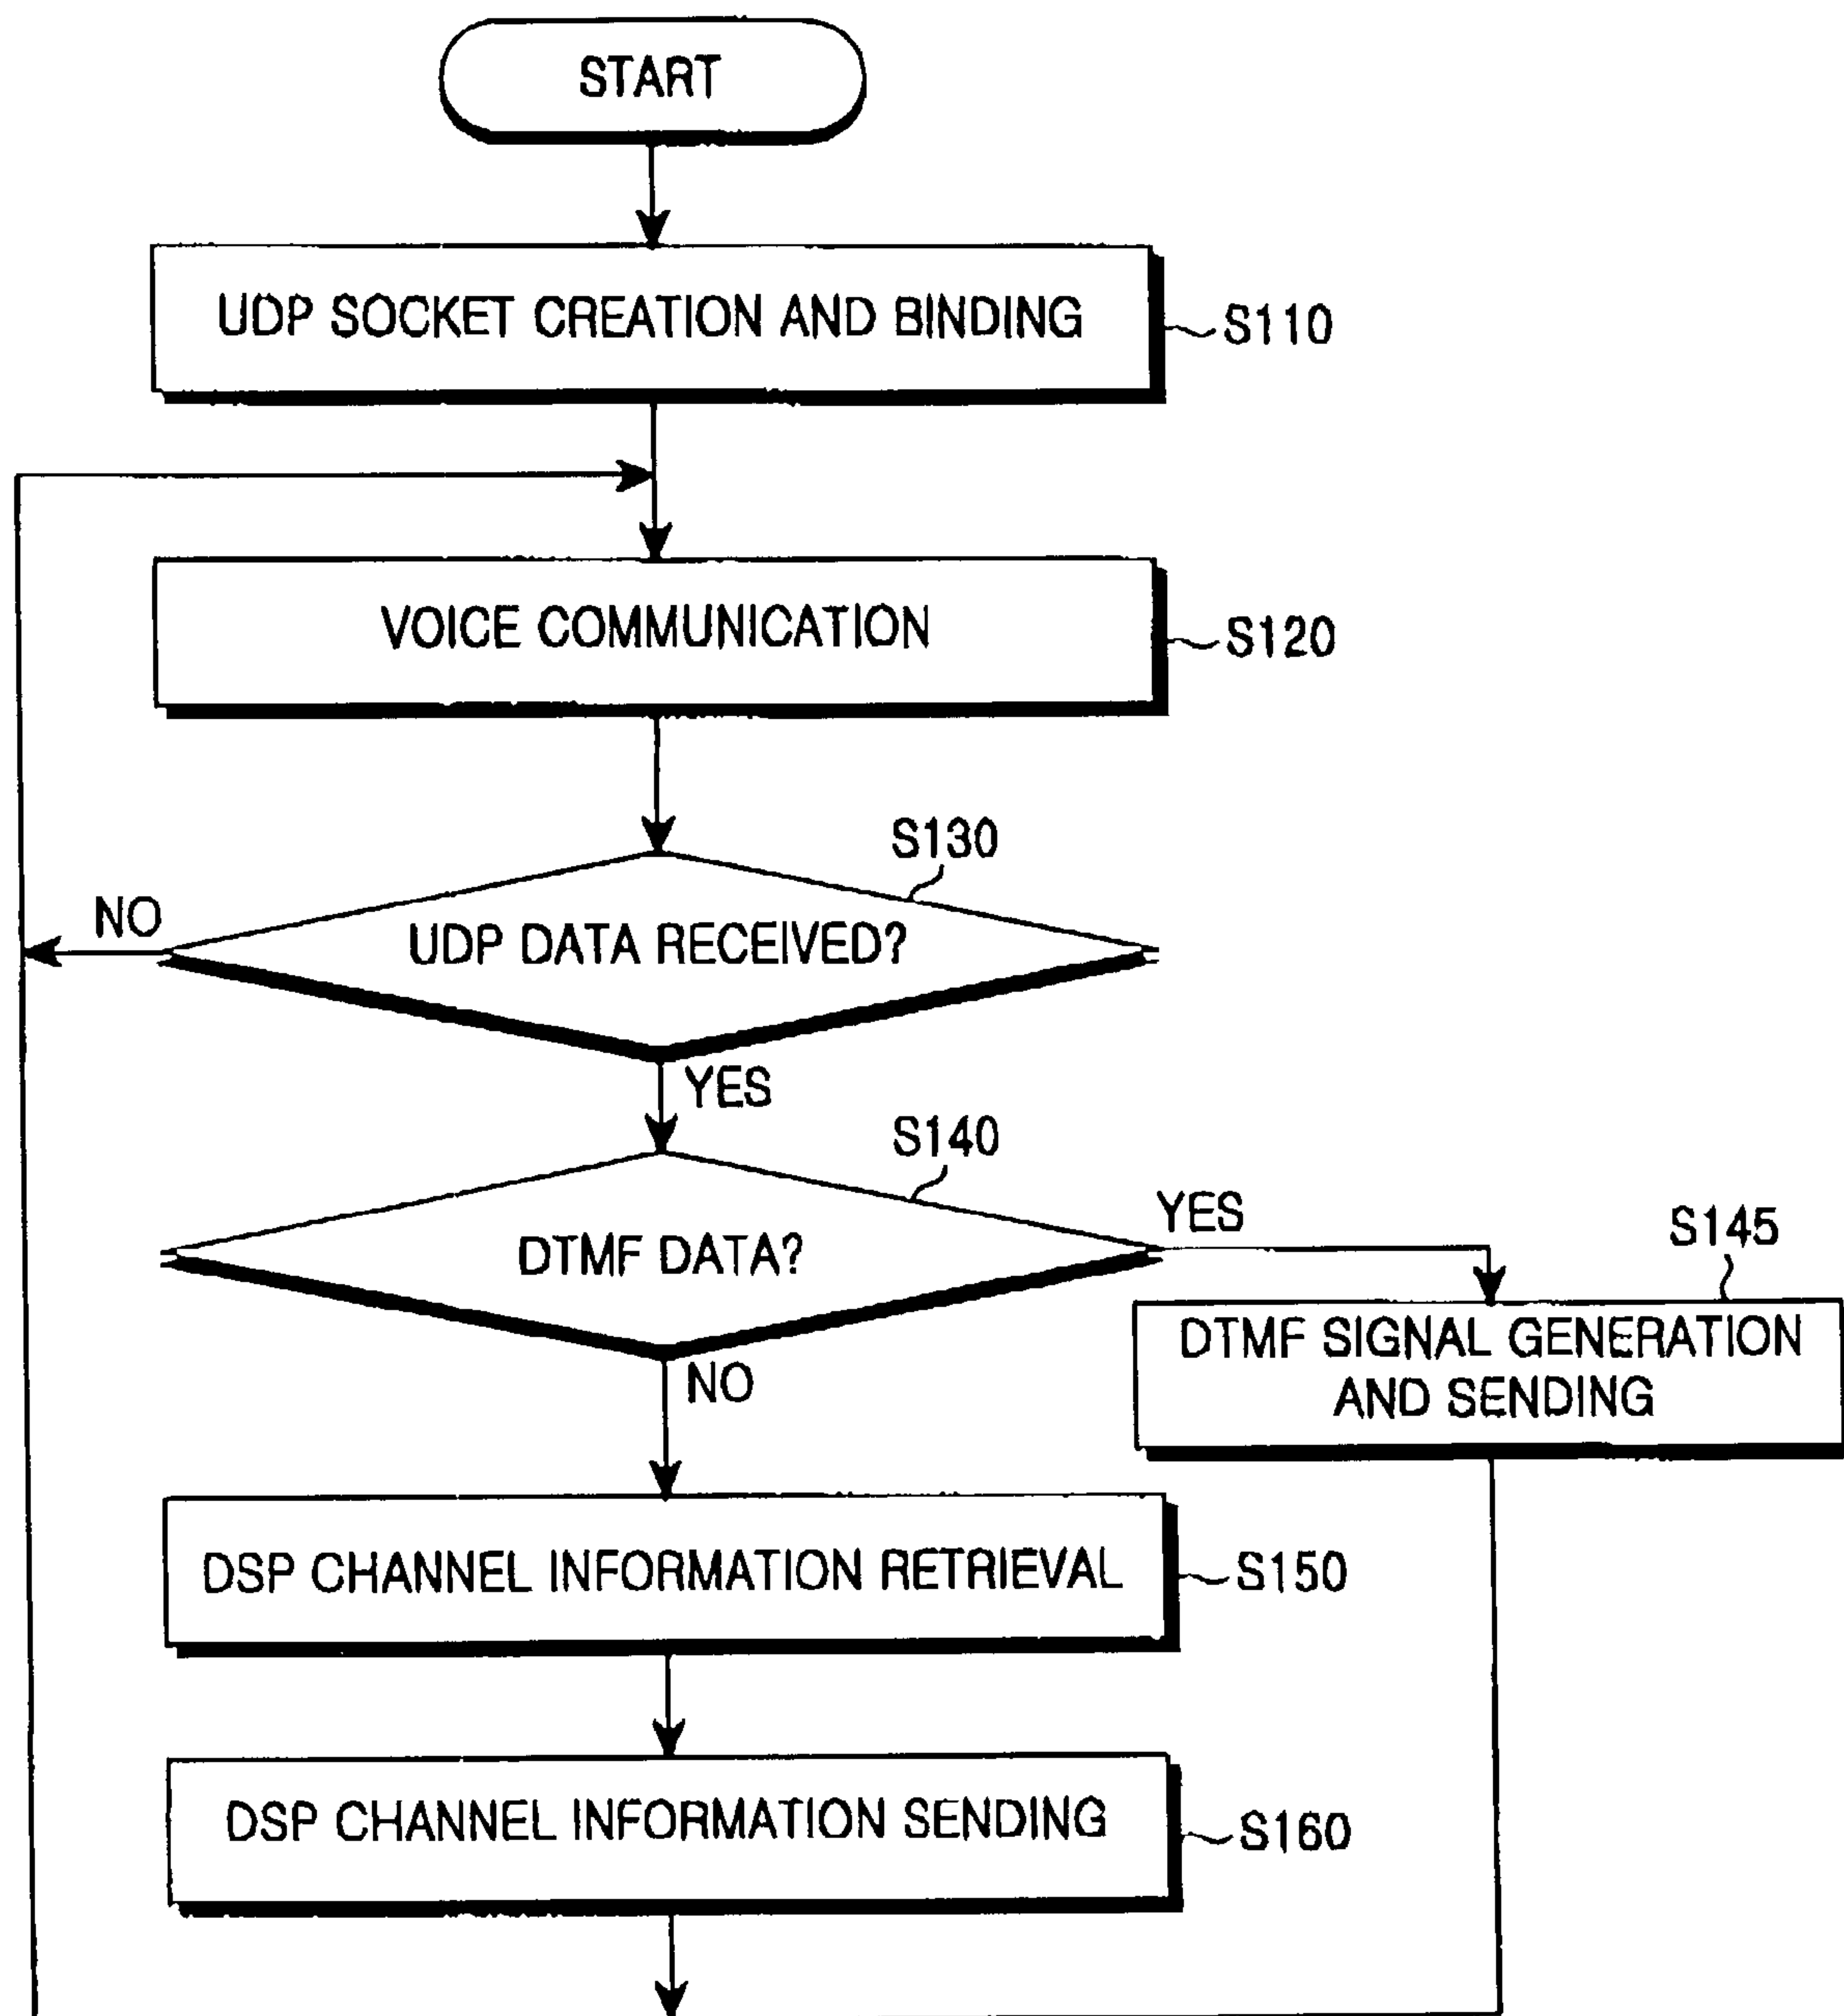 START
UDP SOCKET CREATION AND BINDING
S110
VOICE COMMUNICATION
S120
S130
NO
UDP DATA RECEIVED?
YES
S140
YES
DTMF DATA?
S145
DTMF SIGNAL GENERATION
AND SENDING
NO
DSP CHANNEL INFORMATION RETRIEVAL
S150
DSP CHANNEL INFORMATION SENDING
S160